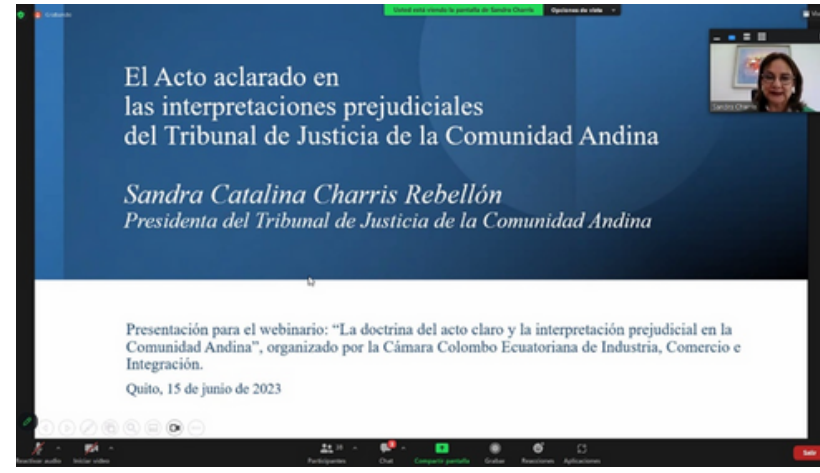 Grabando
Usted está viendo la pantalla de Sandra Charris
Opciones de vista
El Acto aclarado en
las interpretaciones prejudiciales
del Tribunal de Justicia de la Comunidad Andina
Sandra Charris
Sandra Catalina Charris Rebellón
Presidenta del Tribunal de Justicia de la Comunidad Andina
Presentación para el webinario: “La doctrina del acto claro y la interpretación prejudicial en la
Comunidad Andina”, organizado por la Cámara Colombo Ecuatoriana de Industria, Comercio e
Integración.
Quito, 15 de junio de 2023
Reactivar audio
Iniciar video
Participantes
Chat
Compartir pantalla
Grabar
Reacciones
Aplicaciones
Salir